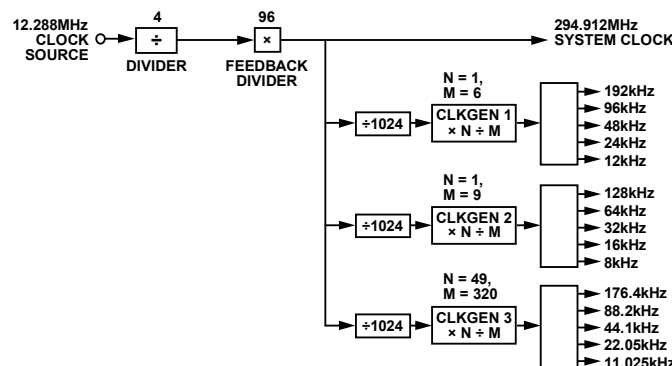 12.288MHz
CLOCK
SOURCE
4
÷
DIVIDER
96
×
FEEDBACK
DIVIDER
294.912MHz
SYSTEM CLOCK
N = 1,
M = 6
÷1024
CLKGEN 1
× N ÷ M
192kHz
96kHz
48kHz
24kHz
12kHz
N = 1,
M = 9
÷1024
CLKGEN 2
× N ÷ M
128kHz
64kHz
32kHz
16kHz
8kHz
N = 49,
M = 320
÷1024
CLKGEN 3
× N ÷ M
176.4kHz
88.2kHz
44.1kHz
22.05kHz
11.025kHz